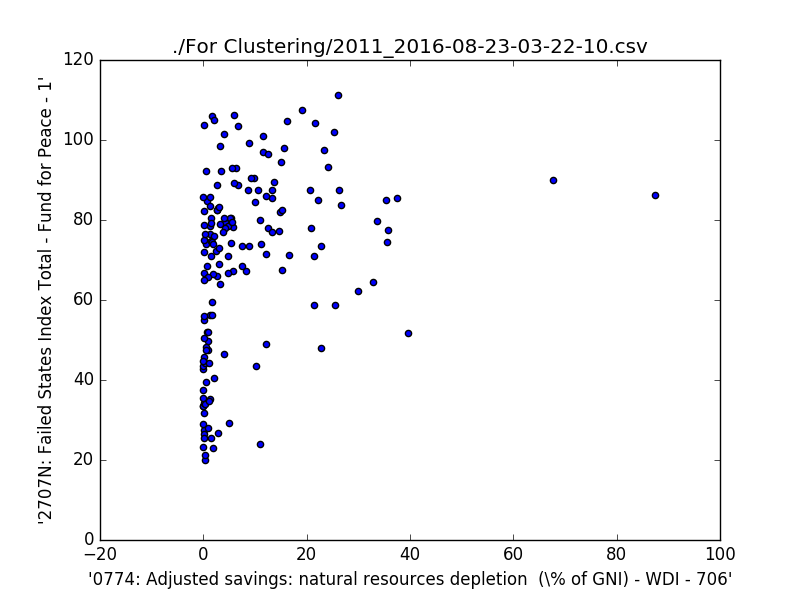 ./For Clustering/2011_2016-08-23-03-22-10.csv
'2707N: Failed States Index Total - Fund for Peace - 1'
120
100
80
60
40
20
0
−20 0 20 40 60 80 100
'0774: Adjusted savings: natural resources depletion  (\% of GNI) - WDI - 706'